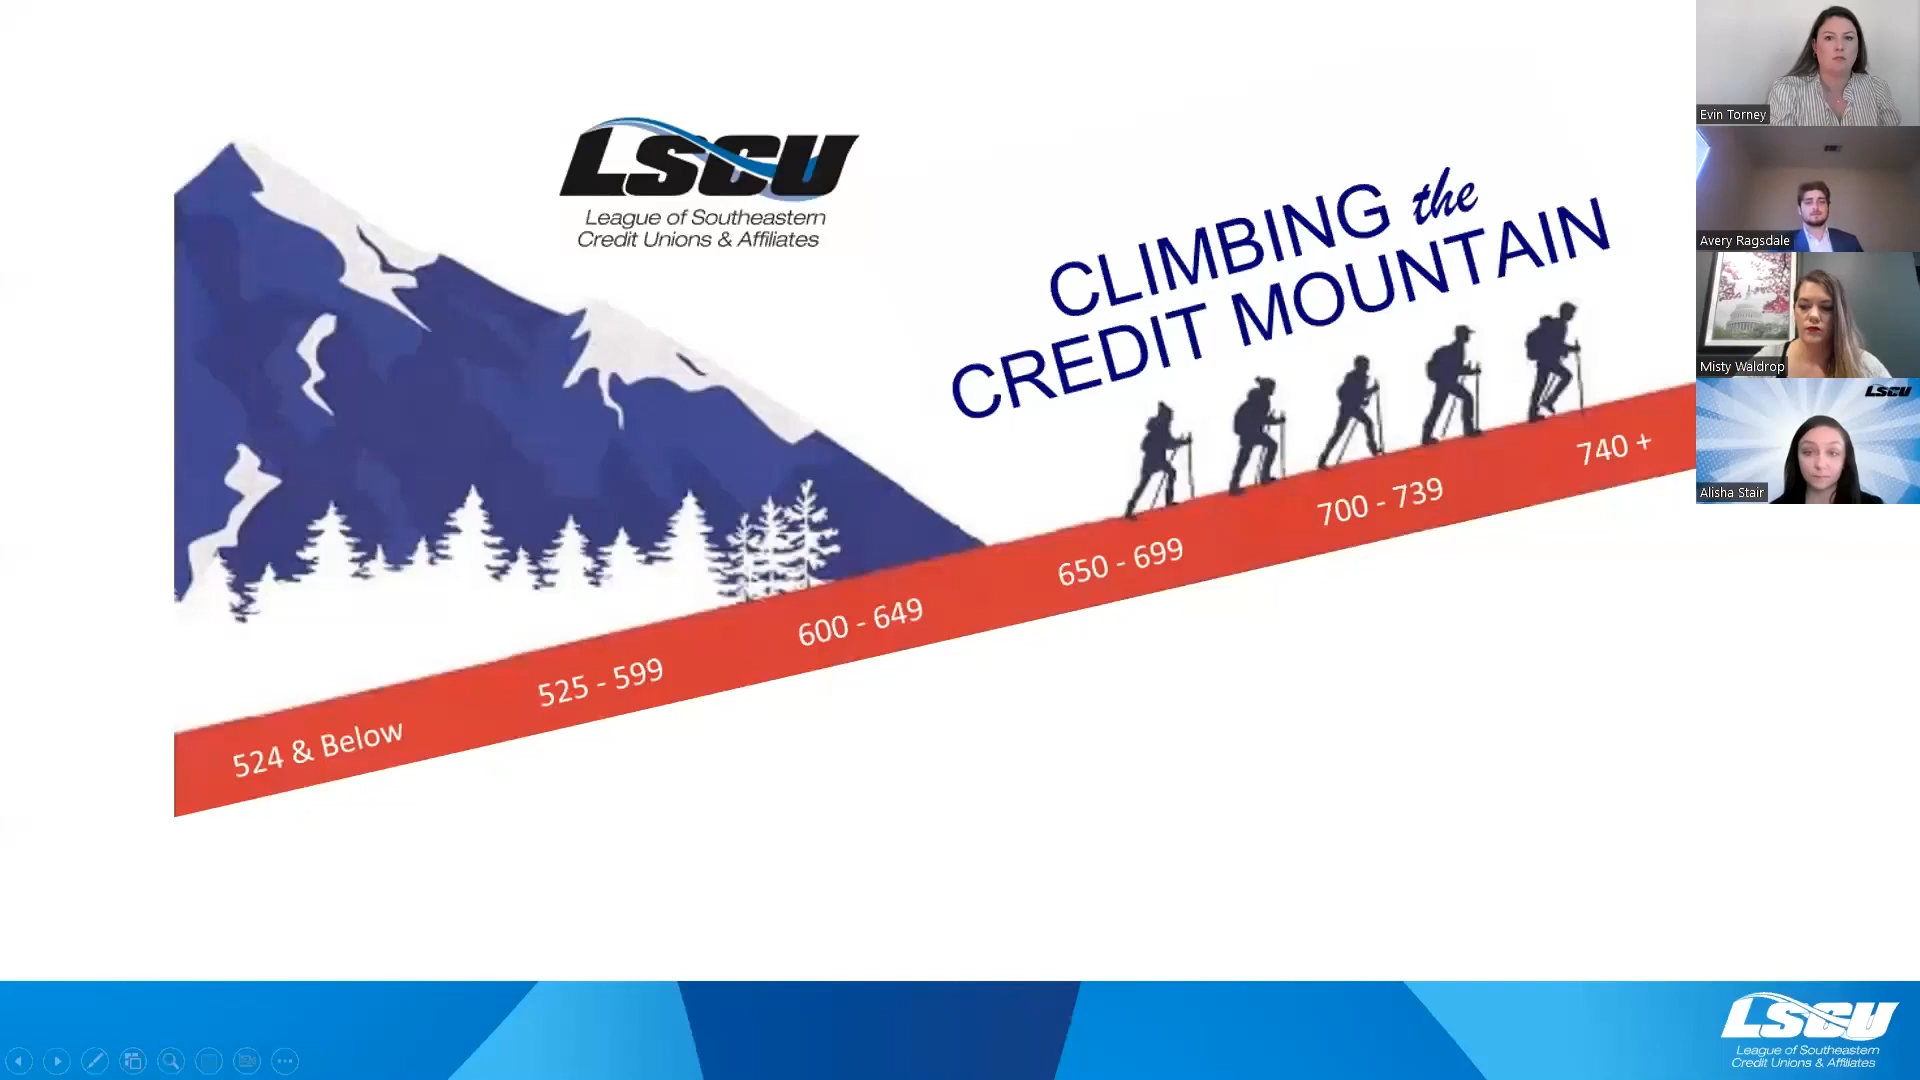 LSCU
League of Southeastern
Credit Unions & Affiliates
CLIMBING the
CREDIT MOUNTAIN
524 & Below
525 - 599
600 - 649
650 - 699
700 - 739
740 +
Evin Torney
Avery Ragsdale
Misty Waldrop
LSCU
Alisha Stair
LSCU
League of Southeastern
Credit Unions & Affiliates